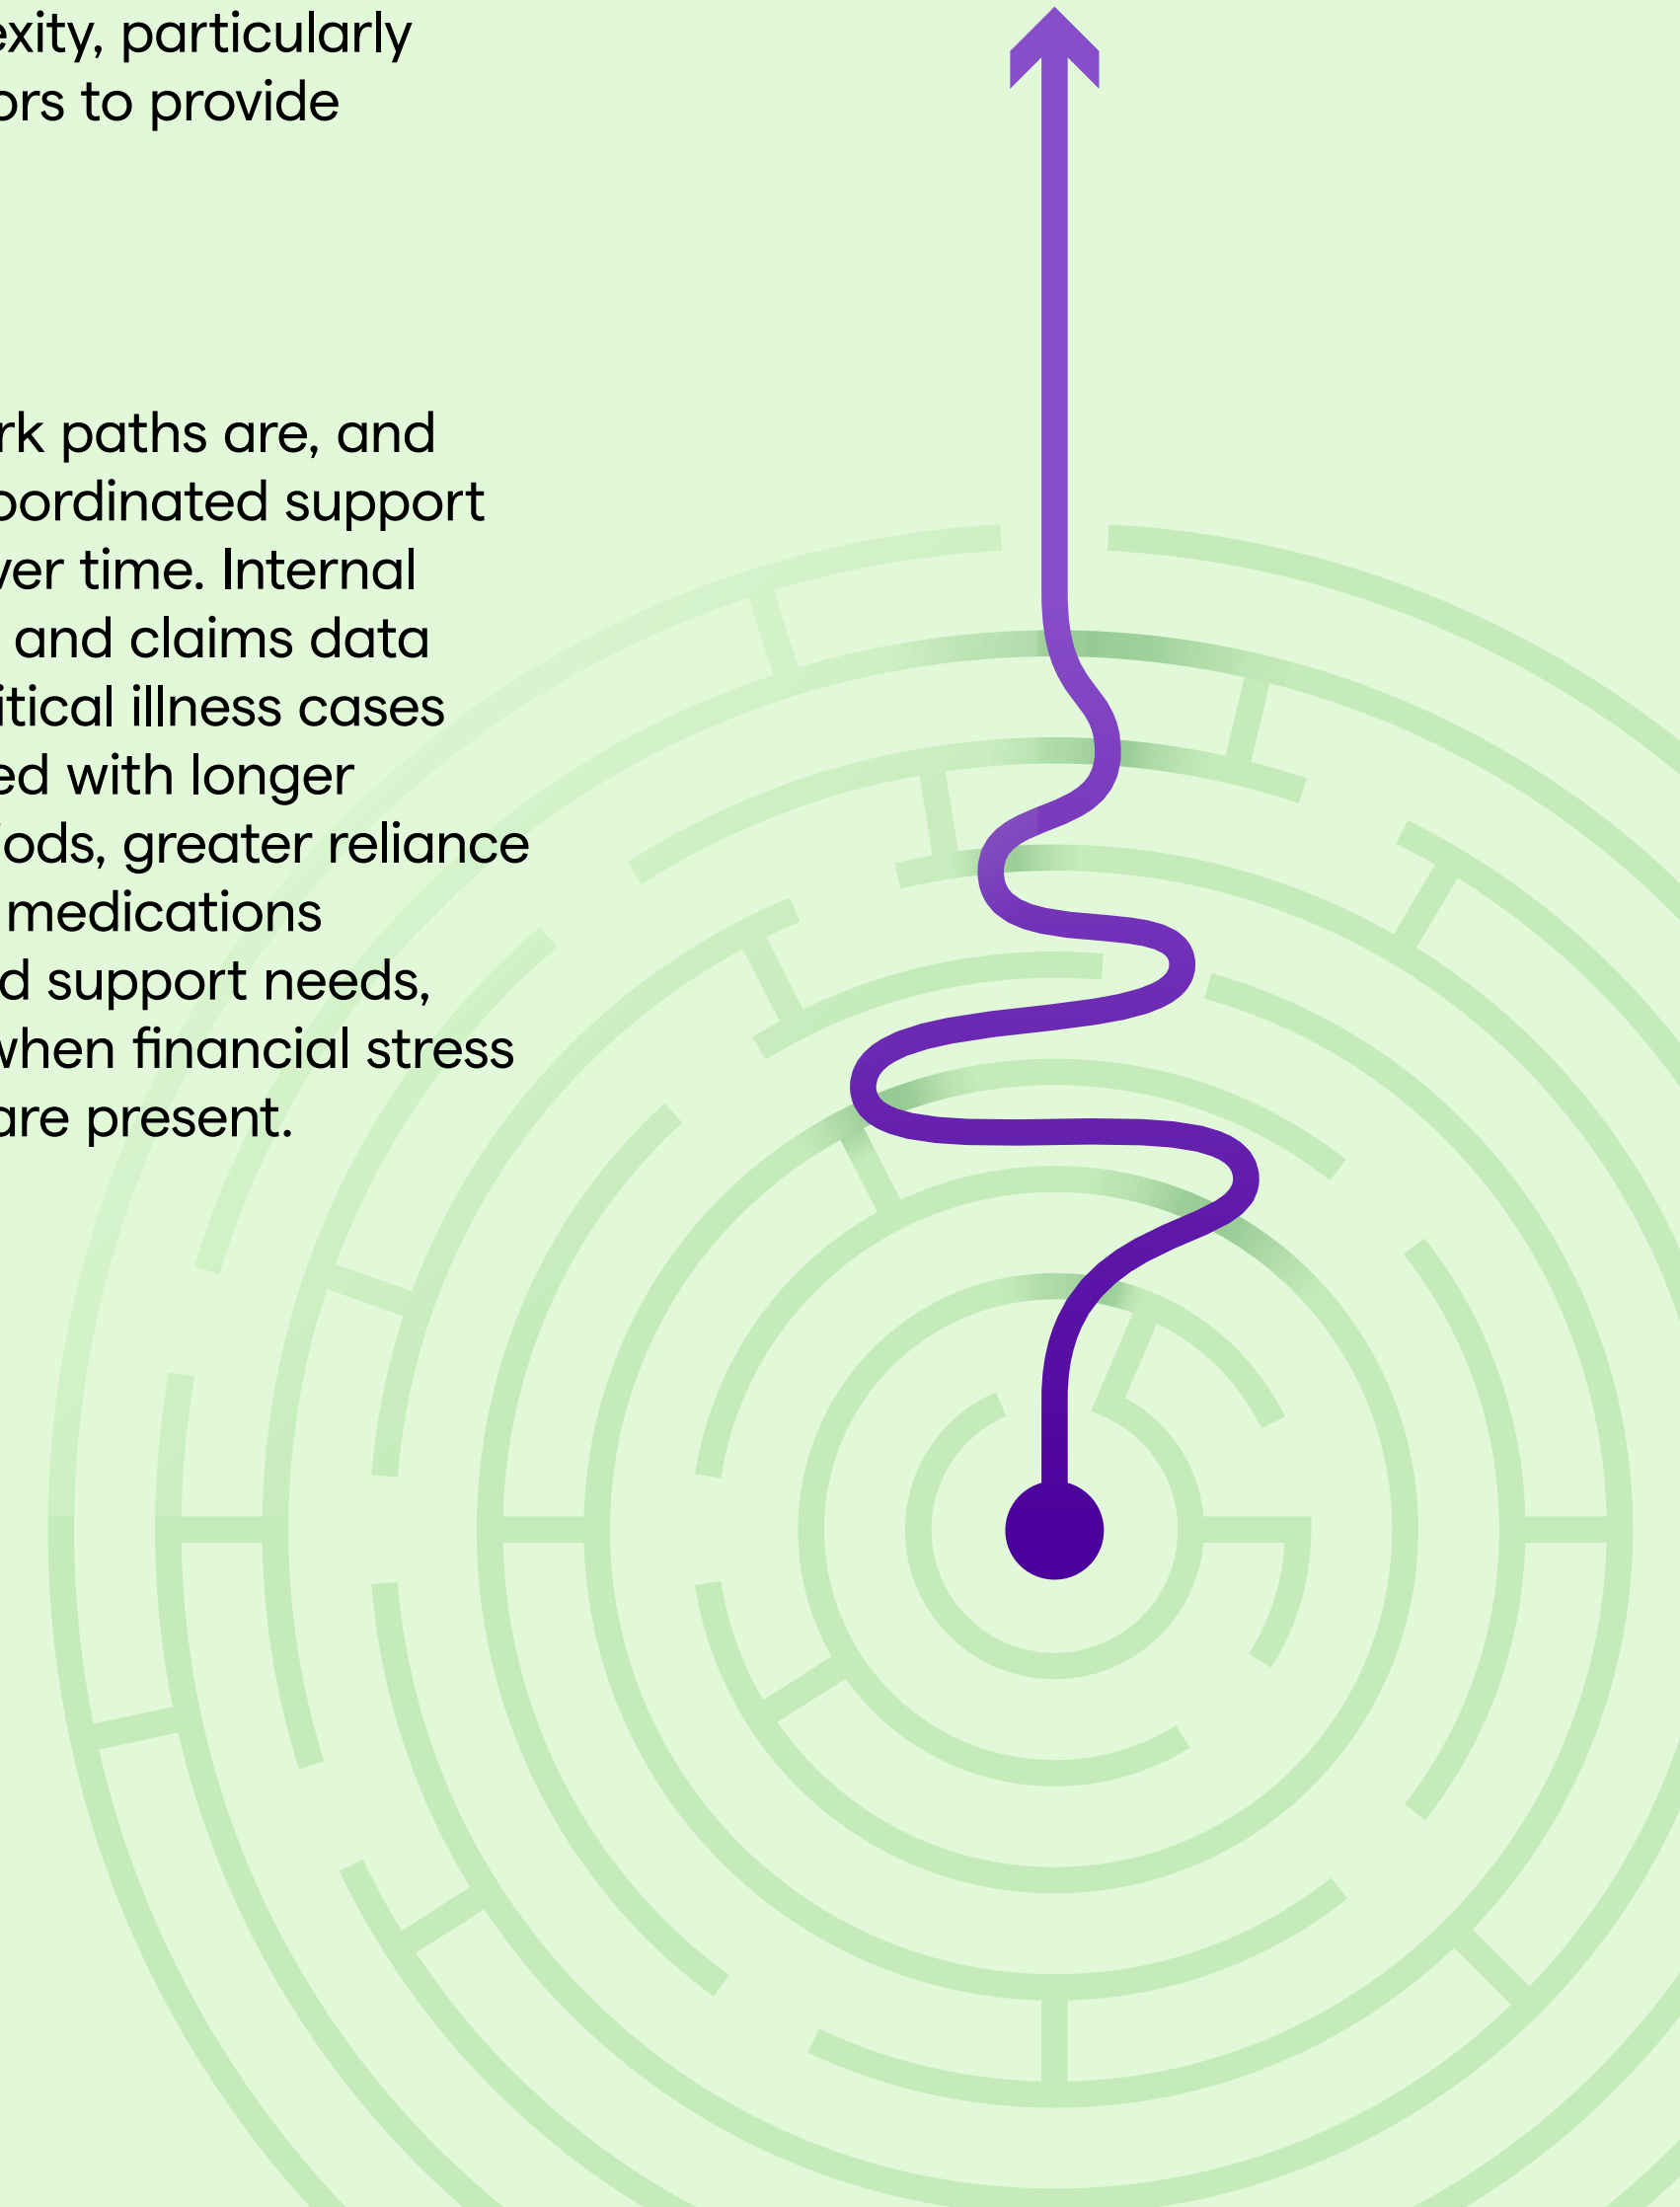 exity, particularly
ors to provide
rk paths are, and
oordinated support
ver time. Internal
and claims data
itical illness cases
ed with longer
iods, greater reliance
medications
d support needs,
when financial stress
are present.